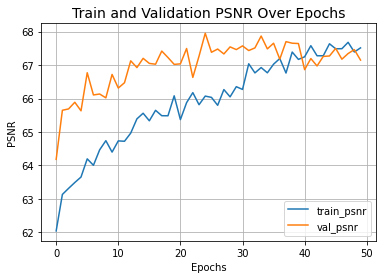 Train and Validation PSNR Over Epochs
PSNR
68
67
66
65
64
63
62
0
10
20
30
40
50
Epochs
train_psnr
val_psnr